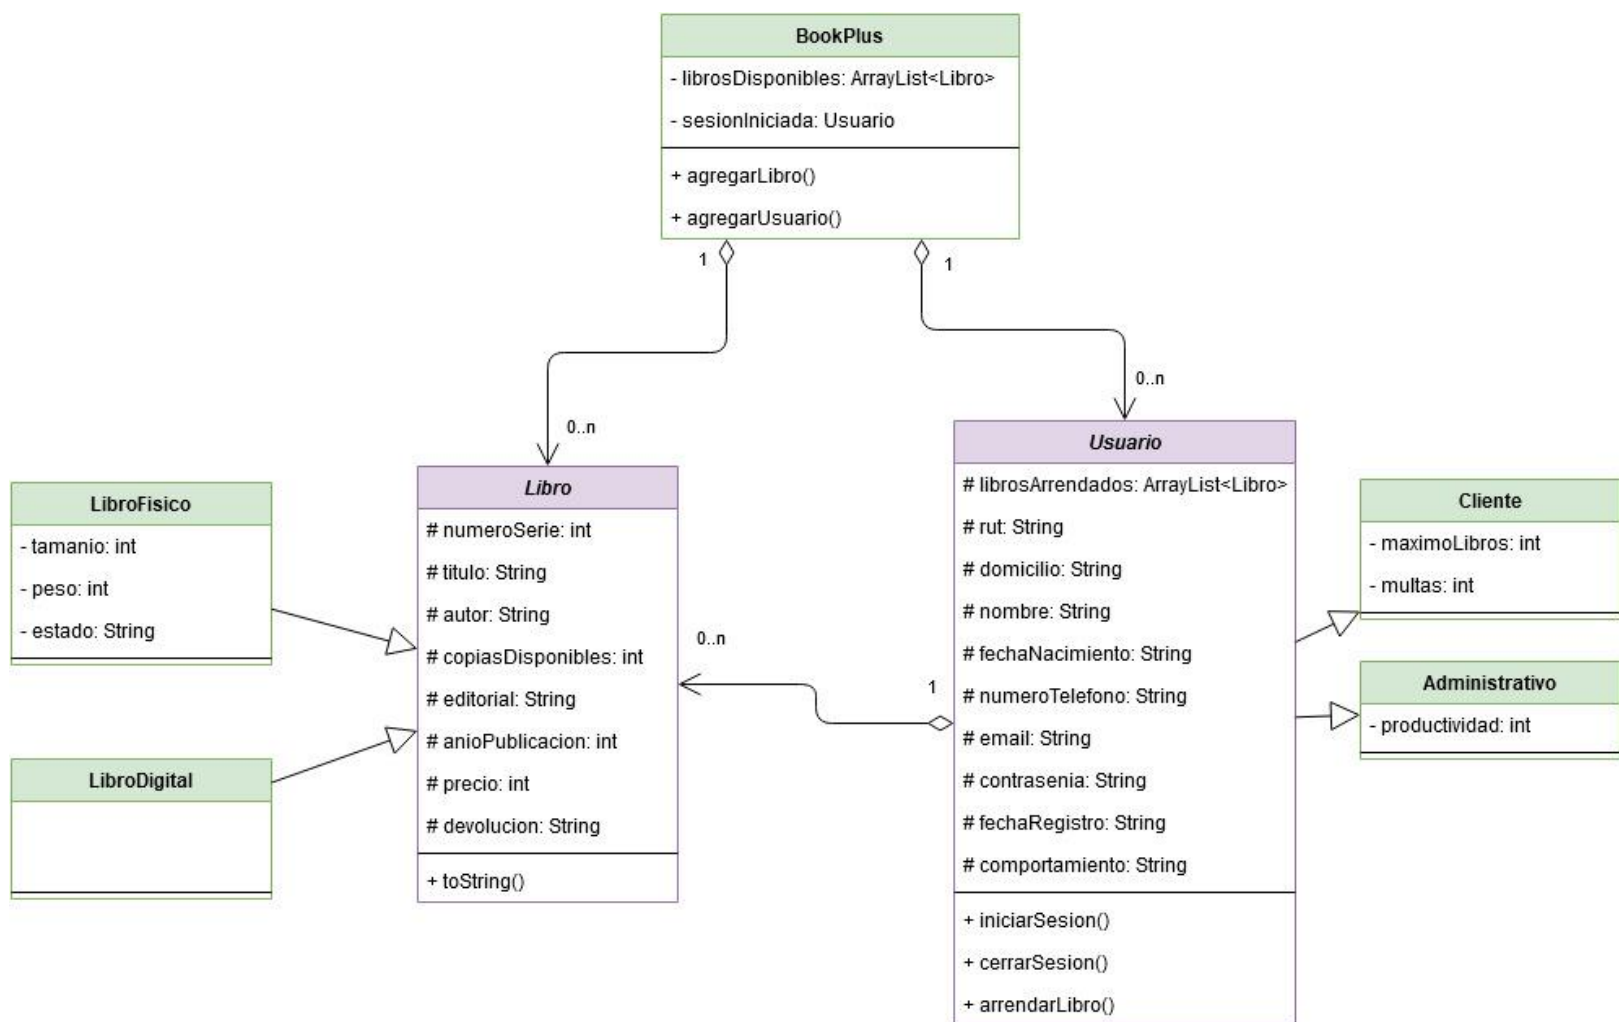 BookPlus
- librosDisponibles: ArrayList<Libro>
- sesionIniciada: Usuario
+ agregarLibro()
+ agregarUsuario()
1
1
0..n
0..n
LibroFisico
- tamanio: int
- peso: int
- estado: String
LibroDigital
Libro
# numeroSerie: int
# titulo: String
# autor: String
# copiasDisponibles: int
# editorial: String
# anioPublicacion: int
# precio: int
# devolucion: String
+ toString()
0..n
1
Usuario
# librosArrendados: ArrayList<Libro>
# rut: String
# domicilio: String
# nombre: String
# fechaNacimiento: String
# numeroTelefono: String
# email: String
# contrasenia: String
# fechaRegistro: String
# comportamiento: String
+ iniciarSesion()
+ cerrarSesion()
+ arrendarLibro()
Cliente
- maximoLibros: int
- multas: int
Administrativo
- productividad: int